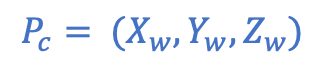 P_c = (X_w, Y_w, Z_w)